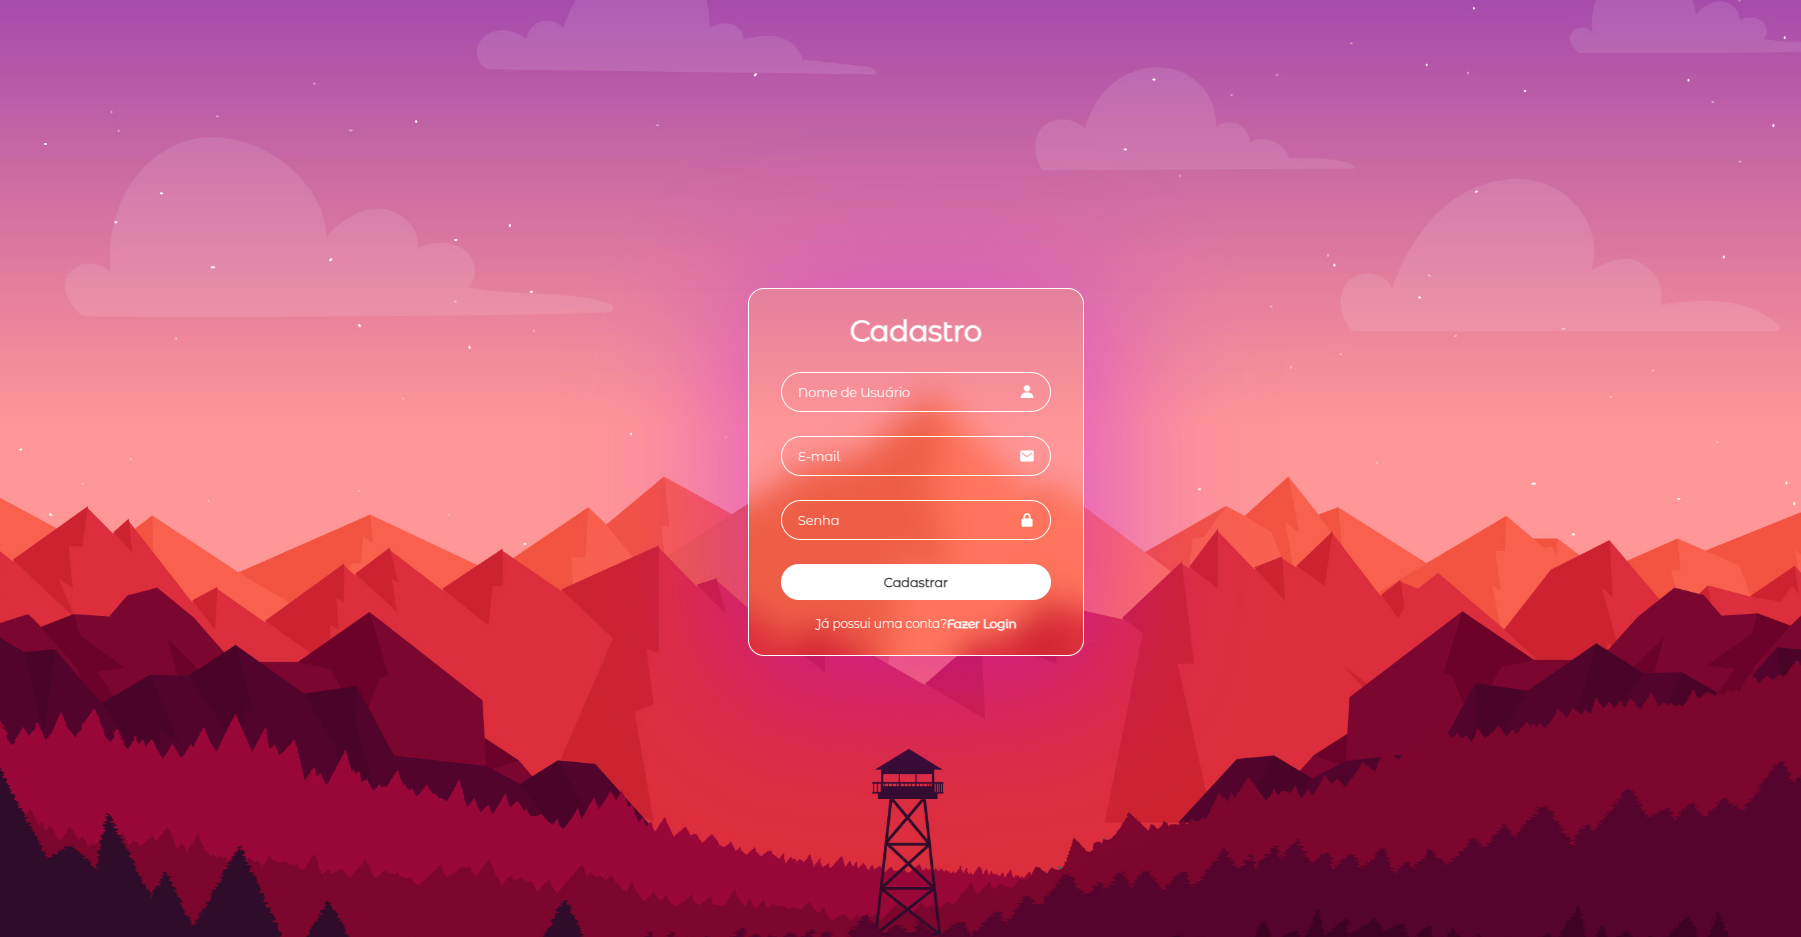 Cadastro
Nome de Usuário
E-mail
Senha
Cadastrar
Já possui uma conta?Fazer Login